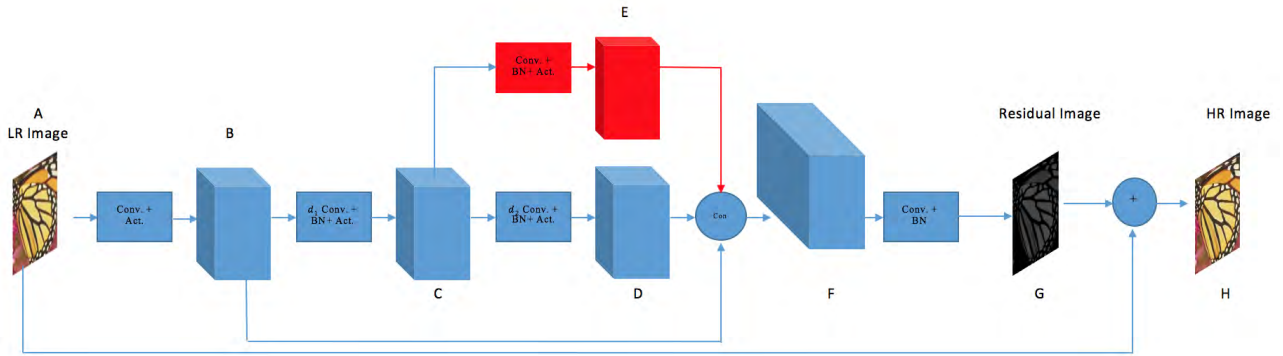 E
Conv. +
BN+ Act.
A
LR Image
B
Residual Image
HR Image
Conv. +
Act.
d₁ Conv. +
BN+ Act.
d₂ Conv. +
BN+ Act.
Con
Conv. +
BN
+
C
D
F
G
H